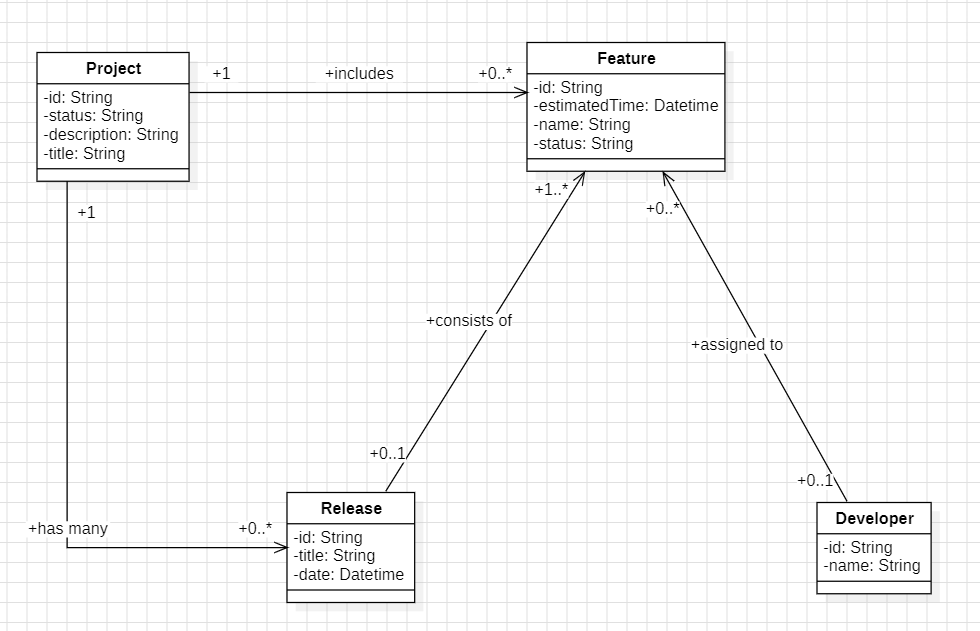 Project
-id: String
-status: String
-description: String
-title: String
+1
+includes
+0..*
Feature
-id: String
-estimatedTime: Datetime
-name: String
-status: String
+1
+1..*
+0..*
+consists of
+assigned to
+0..1
+0..1
+has many
+0..*
Release
-id: String
-title: String
-date: Datetime
Developer
-id: String
-name: String